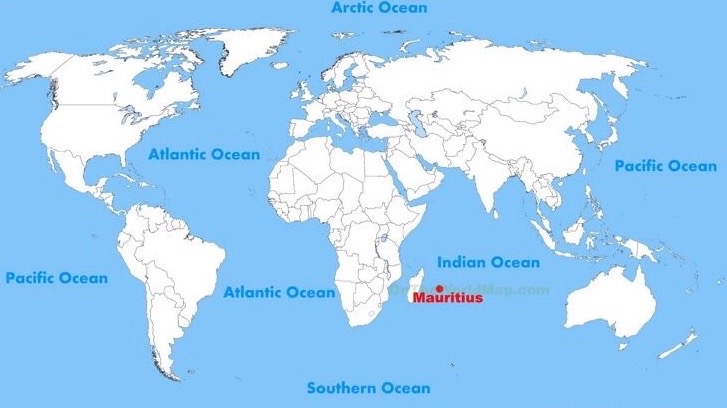 Arctic Ocean
Atlantic Ocean
Pacific Ocean
Indian Ocean
Pacific Ocean
Atlantic Ocean
OnTheWorldMap.com
Mauritius
Southern Ocean